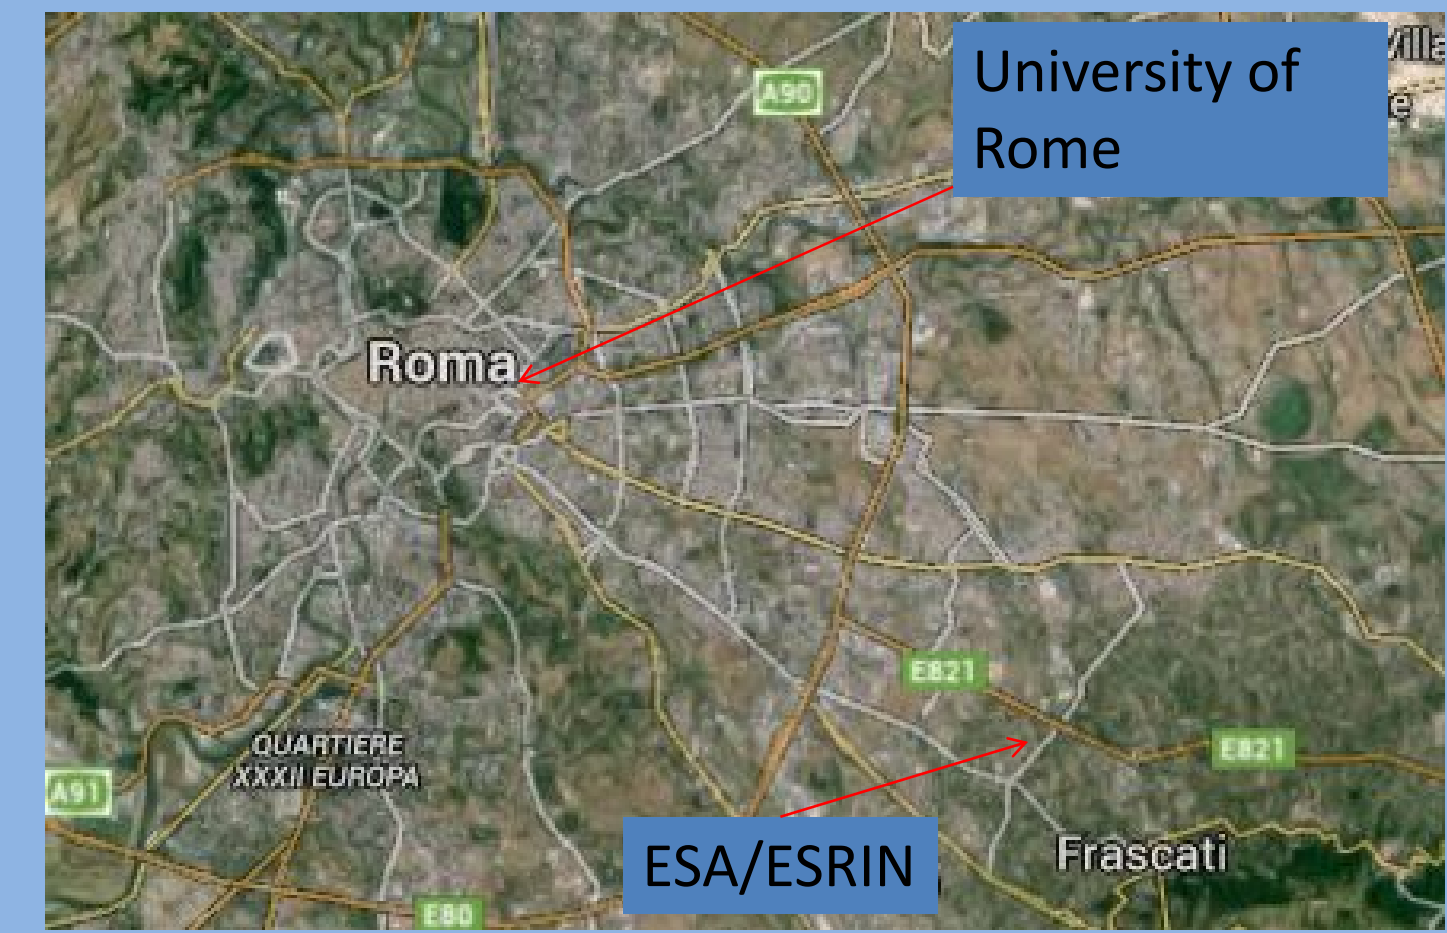 University of
Rome
A90
Roma
E821
E821
QUARTIERE
XXXII EUROPA
A91
ESA/ESRIN
Frascati
E80